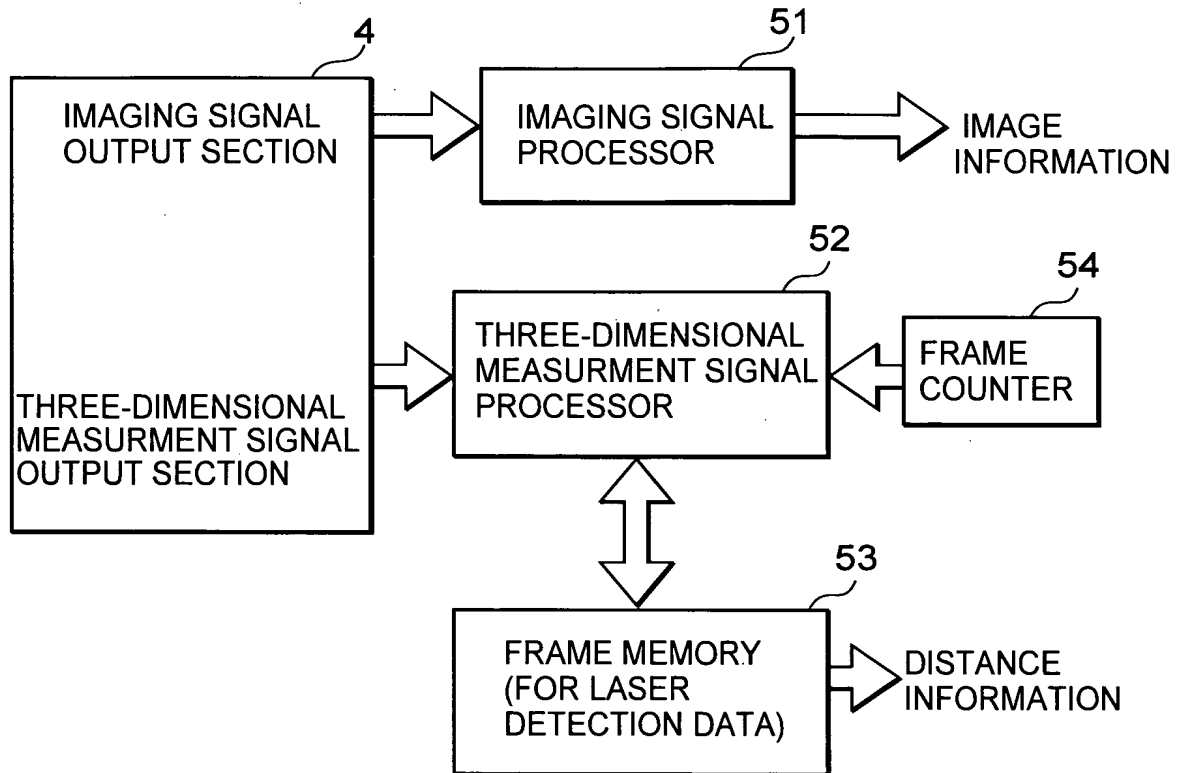 4
IMAGING SIGNAL
OUTPUT SECTION
THREE-DIMENSIONAL
MEASURMENT SIGNAL
OUTPUT SECTION
51
IMAGING SIGNAL
PROCESSOR
IMAGE
INFORMATION
52
THREE-DIMENSIONAL
MEASURMENT SIGNAL
PROCESSOR
54
FRAME
COUNTER
53
FRAME MEMORY
(FOR LASER
DETECTION DATA)
DISTANCE
INFORMATION